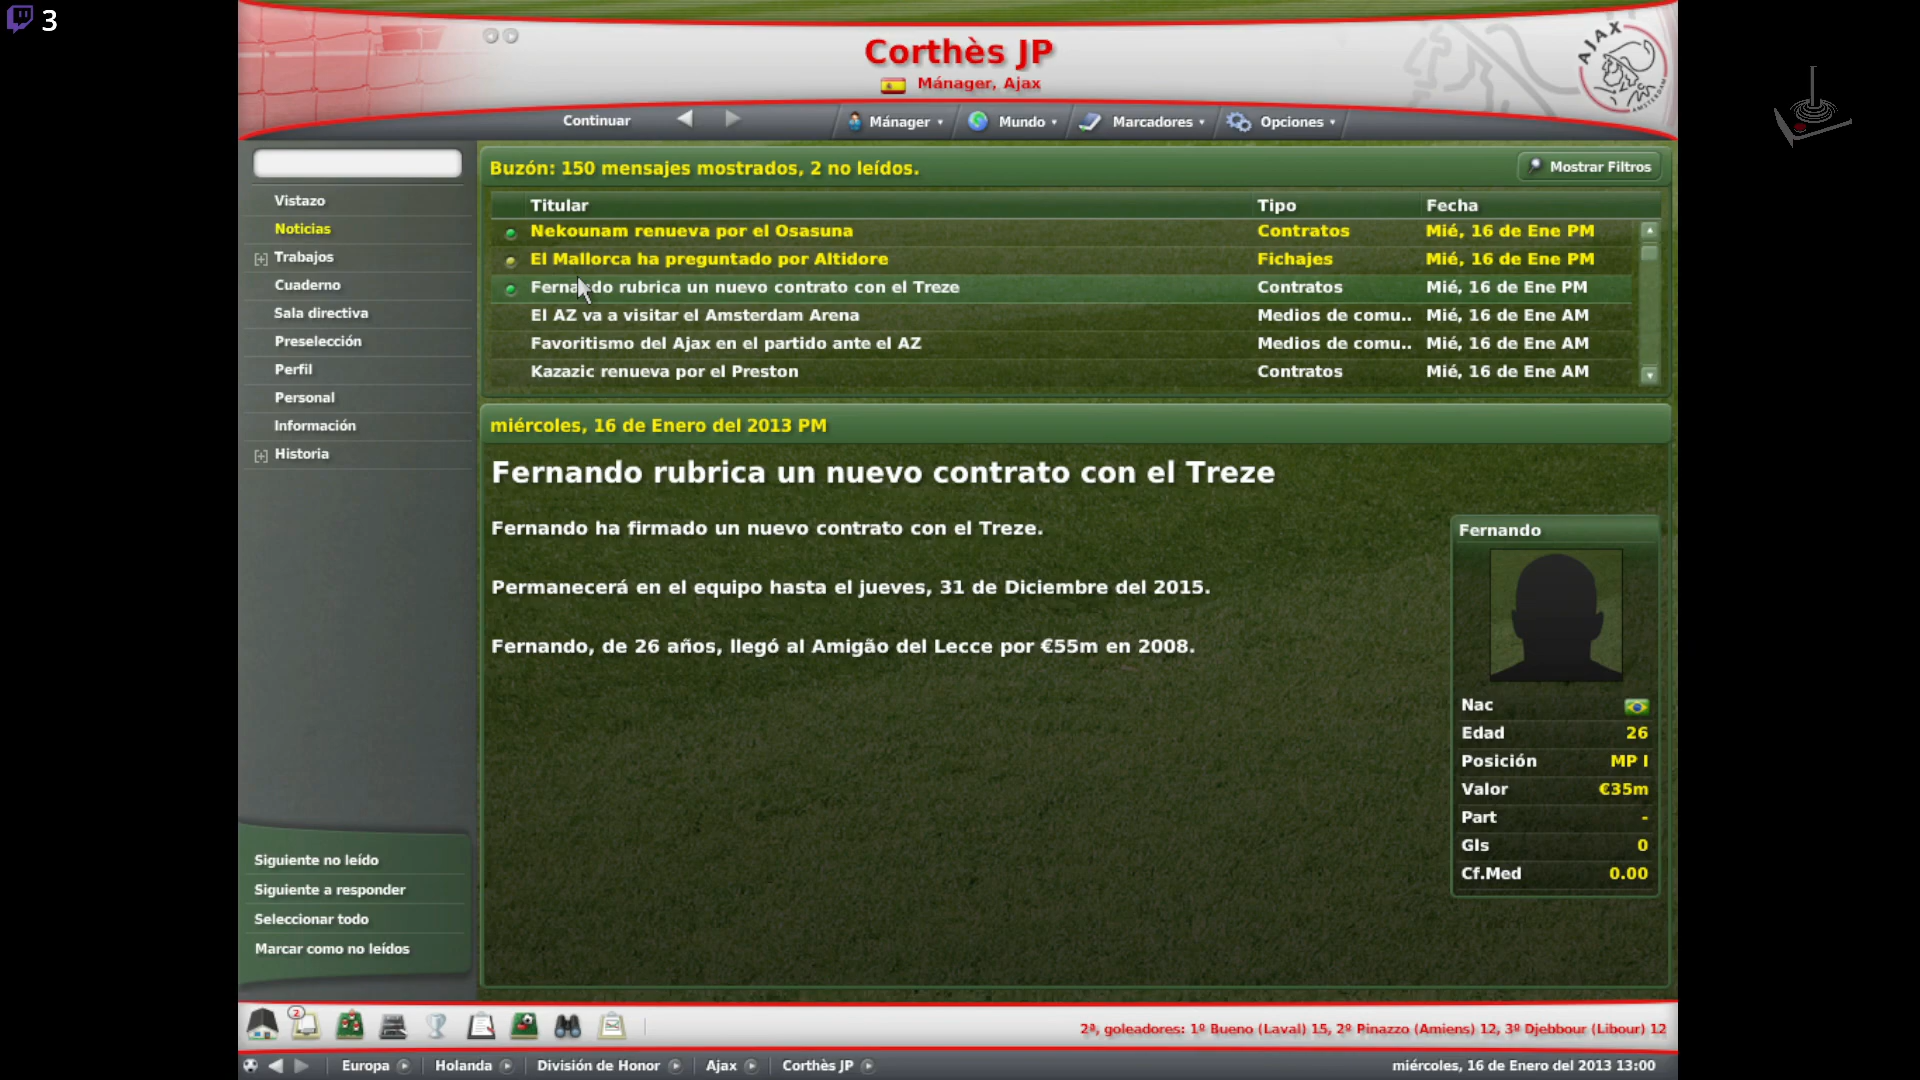 3
Corthès JP
Mánager, Ajax
AJAX
AMSTERDAM
Continuar
Mánager
Mundo
Marcadores
Opciones
Vistazo
Noticias
[+] Trabajos
Cuaderno
Sala directiva
Preselección
Perfil
Personal
Información
[+] Historia
Buzón: 150 mensajes mostrados, 2 no leídos.
Mostrar Filtros
Titular Tipo Fecha
Nekounam renueva por el Osasuna Contratos Mié, 16 de Ene PM
El Mallorca ha preguntado por Altidore Fichajes Mié, 16 de Ene PM
Fernando rubrica un nuevo contrato con el Treze Contratos Mié, 16 de Ene PM
El AZ va a visitar el Amsterdam Arena Medios de comu.. Mié, 16 de Ene AM
Favoritismo del Ajax en el partido ante el AZ Medios de comu.. Mié, 16 de Ene AM
Kazazic renueva por el Preston Contratos Mié, 16 de Ene AM
miércoles, 16 de Enero del 2013 PM
Fernando rubrica un nuevo contrato con el Treze
Fernando ha firmado un nuevo contrato con el Treze.
Permanecerá en el equipo hasta el jueves, 31 de Diciembre del 2015.
Fernando, de 26 años, llegó al Amigão del Lecce por €55m en 2008.
Fernando
Nac
Edad 26
Posición MP I
Valor €35m
Part -
Gls 0
Cf.Med 0.00
Siguiente no leído
Siguiente a responder
Seleccionar todo
Marcar como no leídos
2
2ª, goleadores: 1º Bueno (Laval) 15, 2º Pinazzo (Amiens) 12, 3º Djebbour (Libour) 12
Europa Holanda División de Honor Ajax Corthès JP
miércoles, 16 de Enero del 2013 13:00